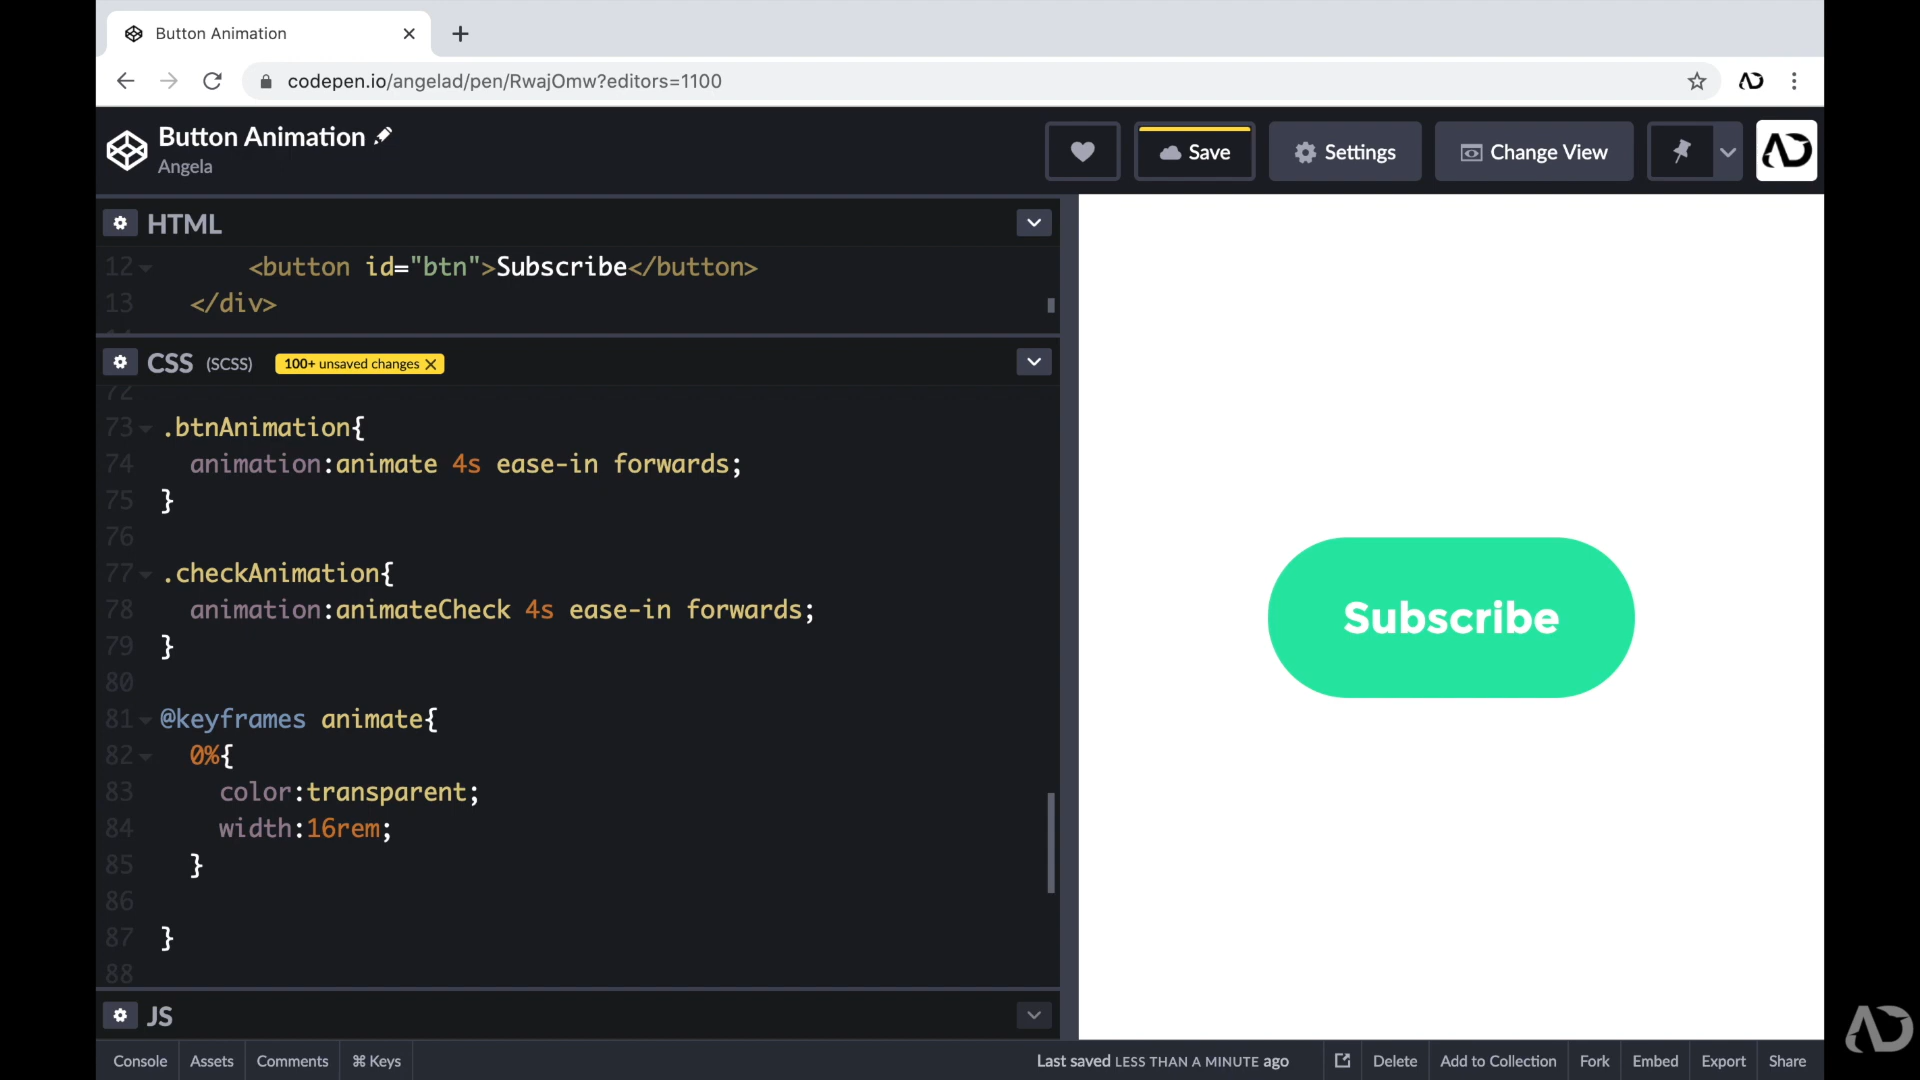 Button Animation
codepen.io/angelad/pen/RwajOmw?editors=1100
Button Animation
Angela
Save
Settings
Change View
HTML
12 <button id="btn">Subscribe</button>
13 </div>
14
CSS (SCSS) 100+ unsaved changes
72
73 .btnAnimation{
74 animation:animate 4s ease-in forwards;
75 }
76
77 .checkAnimation{
78 animation:animateCheck 4s ease-in forwards;
79 }
80
81 @keyframes animate{
82 0%{
83 color:transparent;
84 width:16rem;
85 }
86
87 }
88
Subscribe
JS
Console Assets Comments ⌘ Keys Last saved LESS THAN A MINUTE ago Delete Add to Collection Fork Embed Export Share